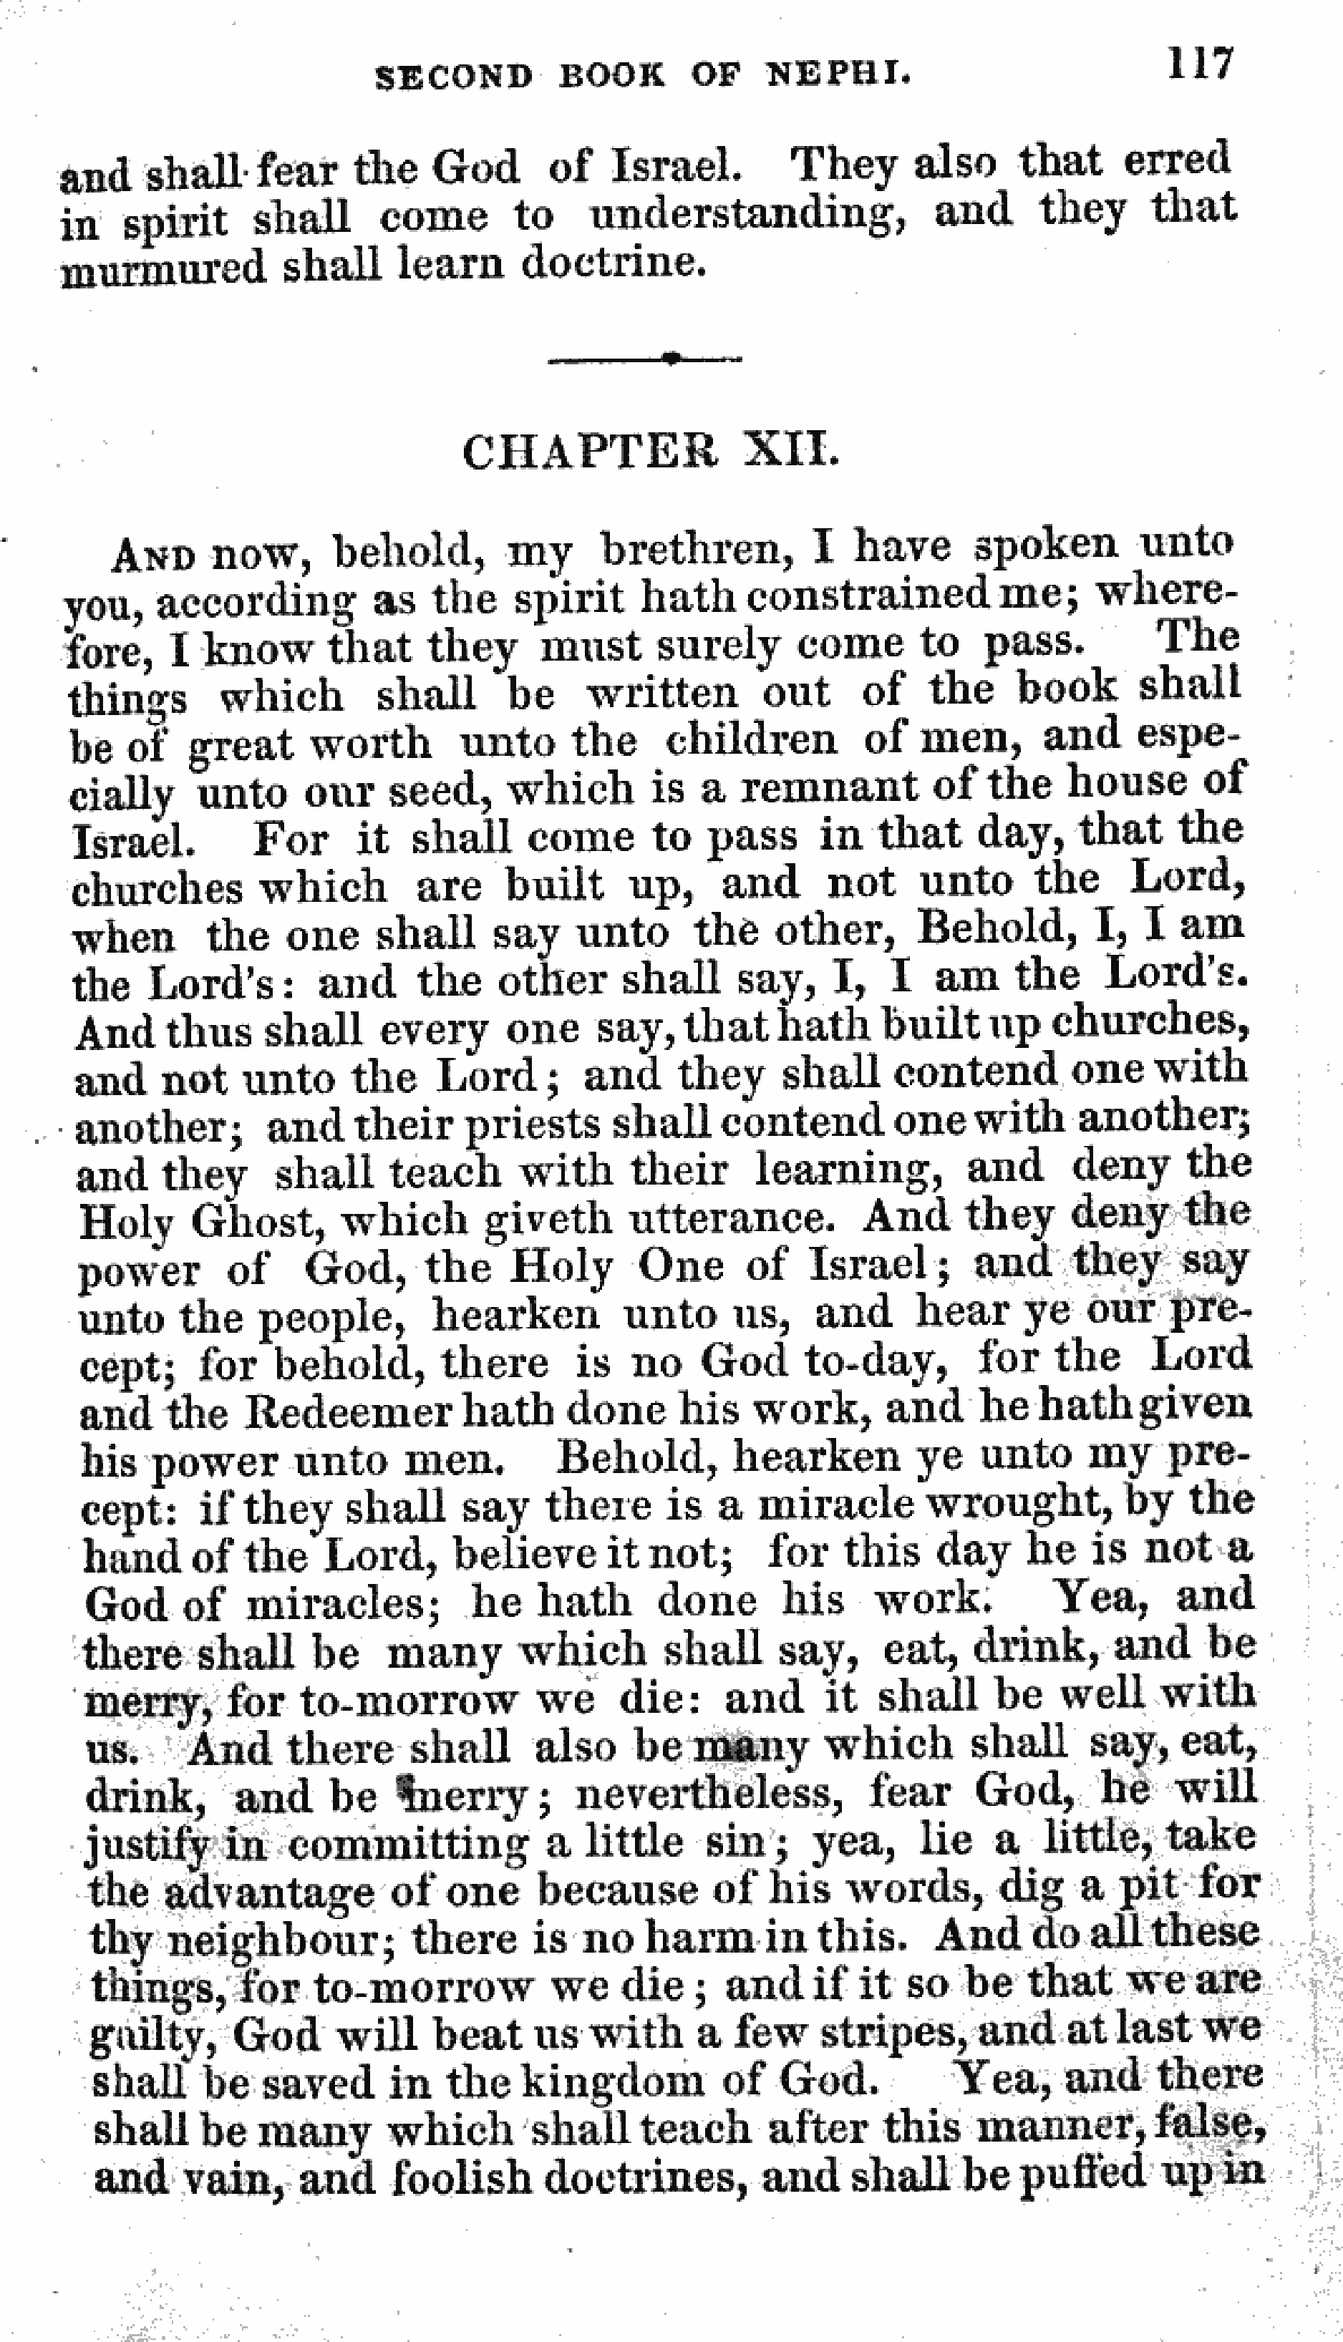 SECOND BOOK OF NEPHI. 117
and shall fear the God of Israel. They also that erred
in spirit shall come to understanding, and they that
murmured shall learn doctrine.
CHAPTER XII.
AND now, behold, my brethren, I have spoken unto
you, according as the spirit hath constrained me; where-
fore, I know that they must surely come to pass. The
things which shall be written out of the book shall
be of great worth unto the children of men, and espe-
cially unto our seed, which is a remnant of the house of
Israel. For it shall come to pass in that day, that the
churches which are built up, and not unto the Lord,
when the one shall say unto the other, Behold, I, I am
the Lord's: and the other shall say, I, I am the Lord's.
And thus shall every one say, that hath built up churches,
and not unto the Lord; and they shall contend one with
another; and their priests shall contend one with another;
and they shall teach with their learning, and deny the
Holy Ghost, which giveth utterance. And they deny the
power of God, the Holy One of Israel; and they say
unto the people, hearken unto us, and hear ye our pre-
cept; for behold, there is no God to-day, for the Lord
and the Redeemer hath done his work, and he hath given
his power unto men. Behold, hearken ye unto my pre-
cept: if they shall say there is a miracle wrought, by the
hand of the Lord, believe it not; for this day he is not a
God of miracles; he hath done his work. Yea, and
there shall be many which shall say, eat, drink, and be
merry, for to-morrow we die: and it shall be well with
us. And there shall also be many which shall say, eat,
drink, and be merry; nevertheless, fear God, he will
justify in committing a little sin; yea, lie a little, take
the advantage of one because of his words, dig a pit for
thy neighbour; there is no harm in this. And do all these
things, for to-morrow we die; and if it so be that we are
guilty, God will beat us with a few stripes, and at last we
shall be saved in the kingdom of God. Yea, and there
shall be many which shall teach after this manner, false,
and vain, and foolish doctrines, and shall be puffed up in